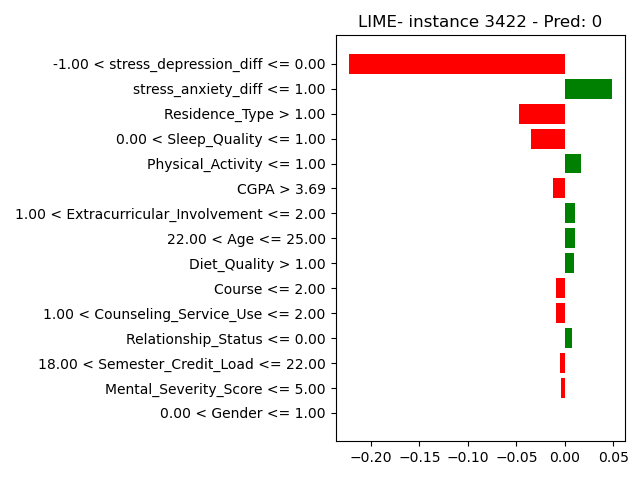 LIME- instance 3422 - Pred: 0
-1.00 < stress_depression_diff <= 0.00
stress_anxiety_diff <= 1.00
Residence_Type > 1.00
0.00 < Sleep_Quality <= 1.00
Physical_Activity <= 1.00
CGPA > 3.69
1.00 < Extracurricular_Involvement <= 2.00
22.00 < Age <= 25.00
Diet_Quality > 1.00
Course <= 2.00
1.00 < Counseling_Service_Use <= 2.00
Relationship_Status <= 0.00
18.00 < Semester_Credit_Load <= 22.00
Mental_Severity_Score <= 5.00
0.00 < Gender <= 1.00
−0.20 −0.15 −0.10 −0.05 0.00 0.05